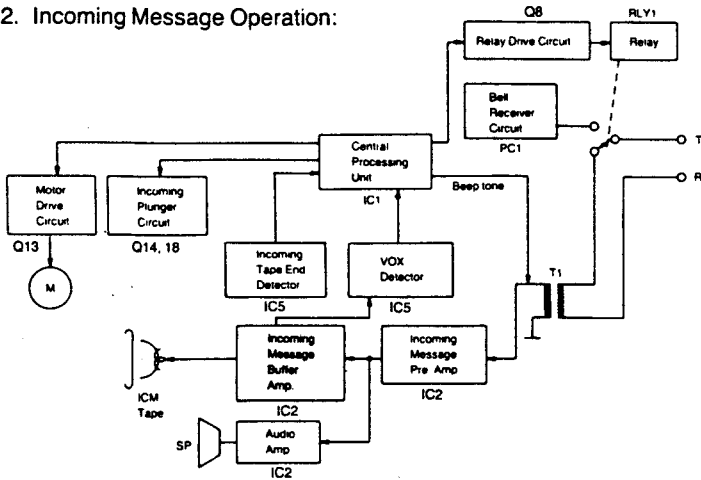 2. Incoming Message Operation:
Q8
Relay Drive Circuit
RLY1
Relay
Bell
Receiver
Circuit
PC1
T
R
Central
Processing
Unit
IC1
Beep tone
Motor
Drive
Circuit
Q13
M
Incoming
Plunger
Circuit
Q14, 18
Incoming
Tape End
Detector
IC5
VOX
Detector
IC5
T1
ICM
Tape
Incoming
Message
Buffer
Amp.
IC2
Incoming
Message
Pre Amp
IC2
SP
Audio
Amp
IC2